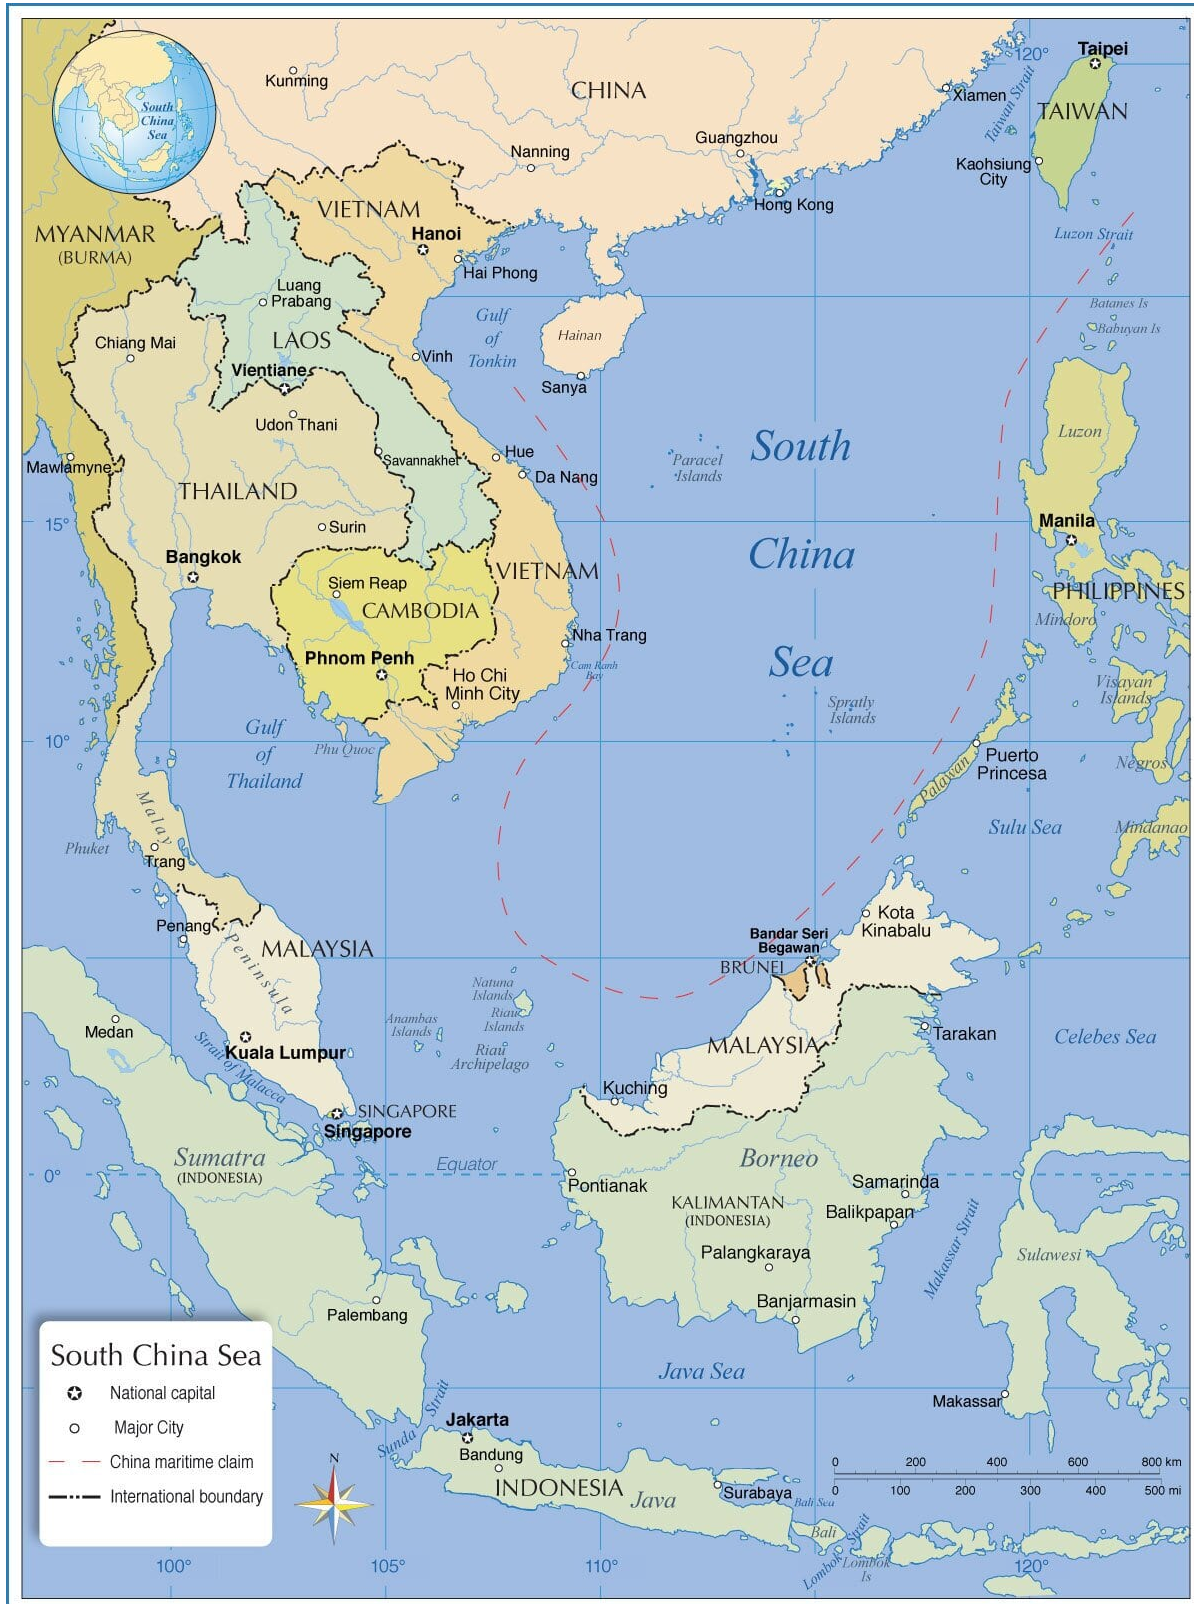 120°
Taipei
Kunming
CHINA
Xiamen
Taiwan Strait
TAIWAN
South
China
Sea
Guangzhou
Nanning
Kaohsiung
City
Hong Kong
VIETNAM
MYANMAR
(BURMA)
Hanoi
Luzon Strait
Hai Phong
Luang
Prabang
Batanes Is
Babuyan Is
Gulf
of
Tonkin
Hainan
Chiang Mai
LAOS
Vinh
Vientiane
Sanya
Udon Thani
Luzon
South
Hue
Savannakhet
Mawlamyne
Da Nang
Paracel
Islands
THAILAND
15°
Surin
Manila
Bangkok
China
VIETNAM
Siem Reap
CAMBODIA
PHILIPPINES
Mindoro
Nha Trang
Phnom Penh
Cam Ranh
Bay
Sea
Ho Chi
Minh City
Visayan
Islands
Spratly
Islands
Gulf
of
Thailand
10°
Phu Quoc
Puerto
Princesa
Palawan
Negros
Malay
Peninsula
Sulu Sea
Mindanao
Phuket
Trang
Penang
MALAYSIA
Kota
Kinabalu
Bandar Seri
Begawan
BRUNEI
Natuna
Islands
Riau
Islands
Anambas
Islands
Riau
Archipelago
Medan
Strait of Malacca
Kuala Lumpur
MALAYSIA
Tarakan
Celebes Sea
Kuching
SINGAPORE
Singapore
Sumatra
(INDONESIA)
Equator
Borneo
0°
Pontianak
Samarinda
KALIMANTAN
(INDONESIA)
Balikpapan
Makassar Strait
Palangkaraya
Sulawesi
Palembang
Banjarmasin
South China Sea
National capital
Major City
China maritime claim
International boundary
Java Sea
Makassar
Sunda Strait
Jakarta
Bandung
N
INDONESIA
Java
Surabaya
Bali Sea
0 200 400 600 800 km
0 100 200 300 400 500 mi
Bali
Lombok Strait
Lombok
Is
100°
105°
110°
120°